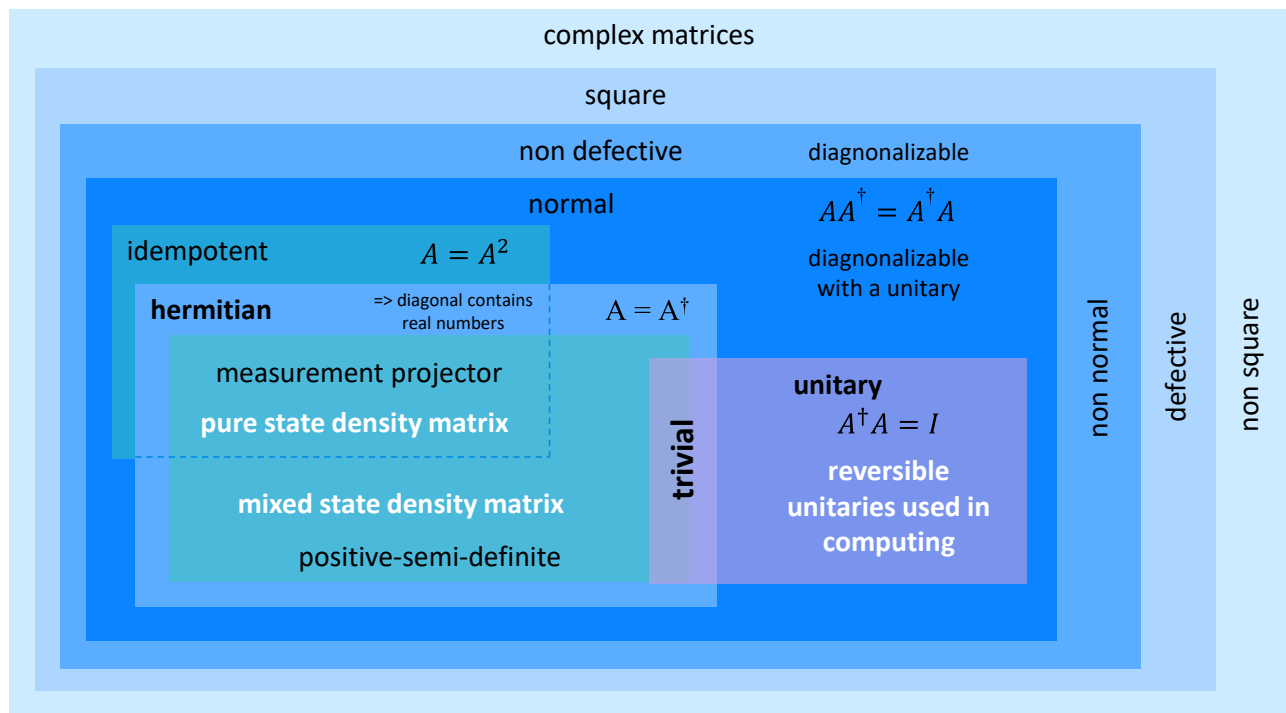 complex matrices
square
non defective
diagnonalizable
normal
AA† = A†A
idempotent
A = A²
diagnonalizable
with a unitary
hermitian
=> diagonal contains
real numbers
A = A†
measurement projector
pure state density matrix
mixed state density matrix
positive-semi-definite
trivial
unitary
A†A = I
reversible
unitaries used in
computing
non normal
defective
non square